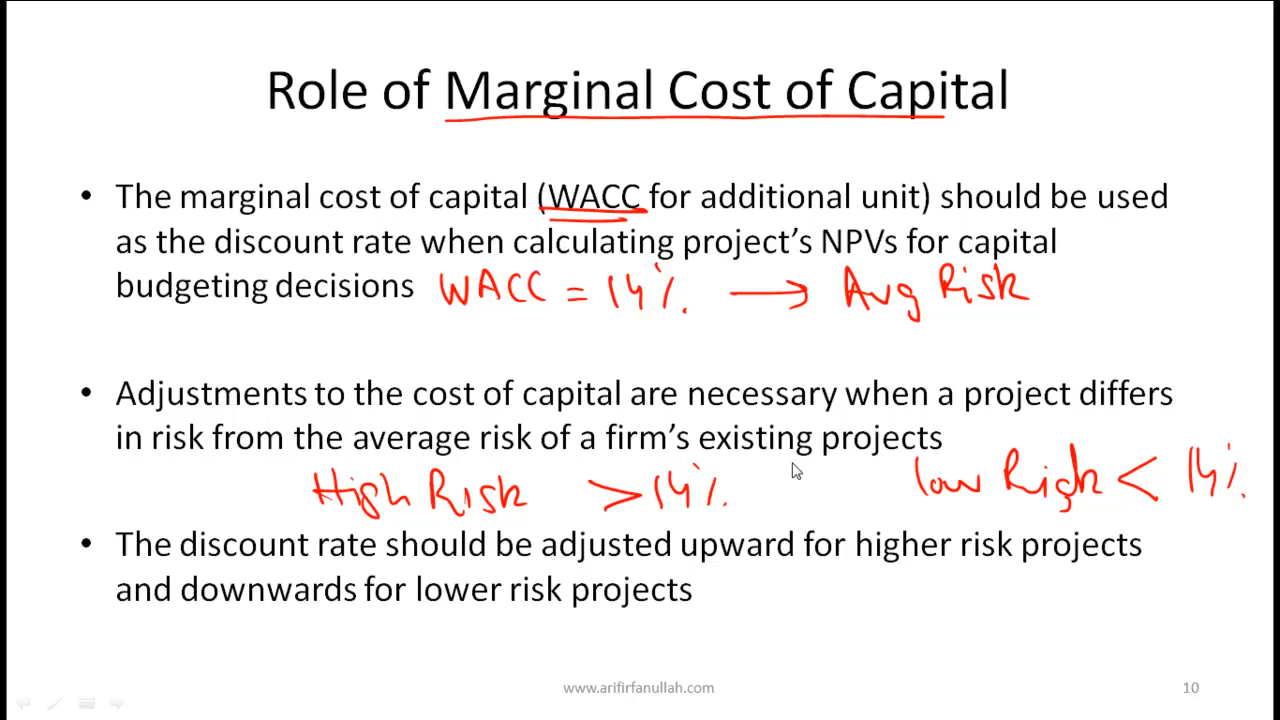 Role of Marginal Cost of Capital
• The marginal cost of capital (WACC for additional unit) should be used
as the discount rate when calculating project’s NPVs for capital
budgeting decisions WACC = 14% → Avg Risk
• Adjustments to the cost of capital are necessary when a project differs
in risk from the average risk of a firm’s existing projects
High Risk > 14% low Risk < 14%
• The discount rate should be adjusted upward for higher risk projects
and downwards for lower risk projects
www.arifirfanullah.com 10